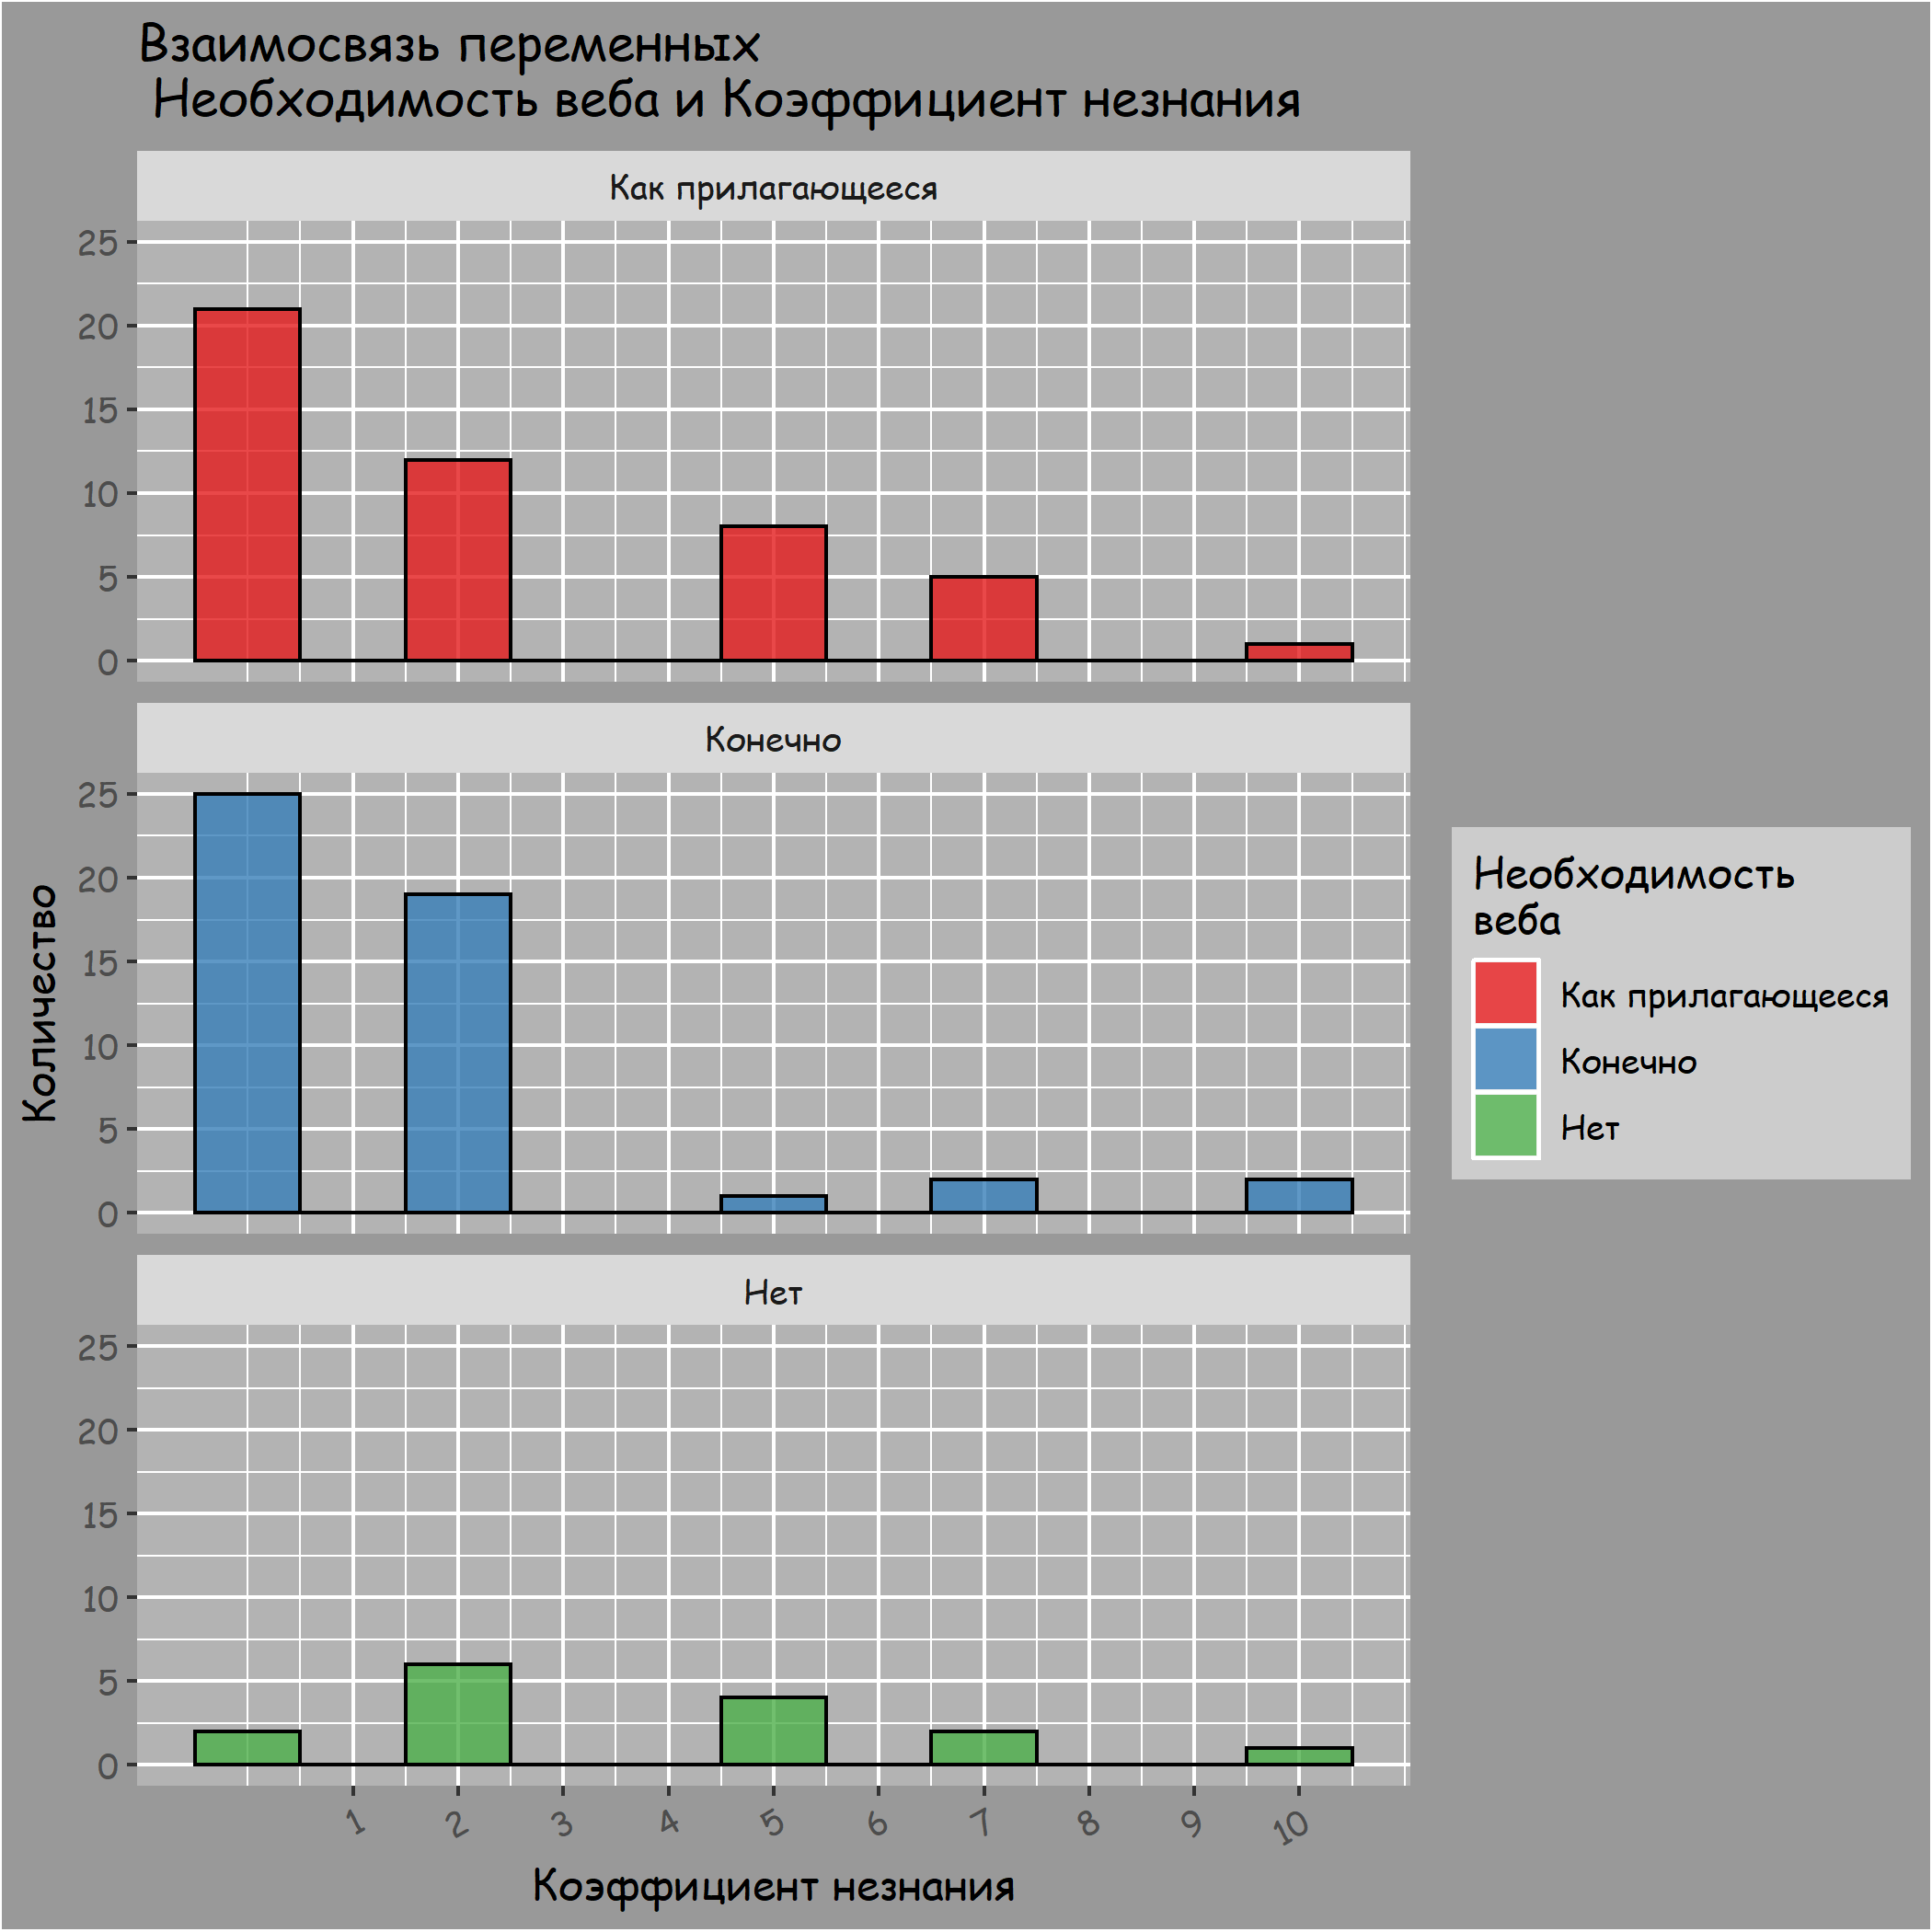 Взаимосвязь переменных
Необходимость веба и Коэффициент незнания
Как прилагающееся
25
20
15
10
5
0
Конечно
25
20
15
10
5
0
Нет
25
20
15
10
5
0
1 2 3 4 5 6 7 8 9 10
Коэффициент незнания
Количество
Необходимость
веба
Как прилагающееся
Конечно
Нет